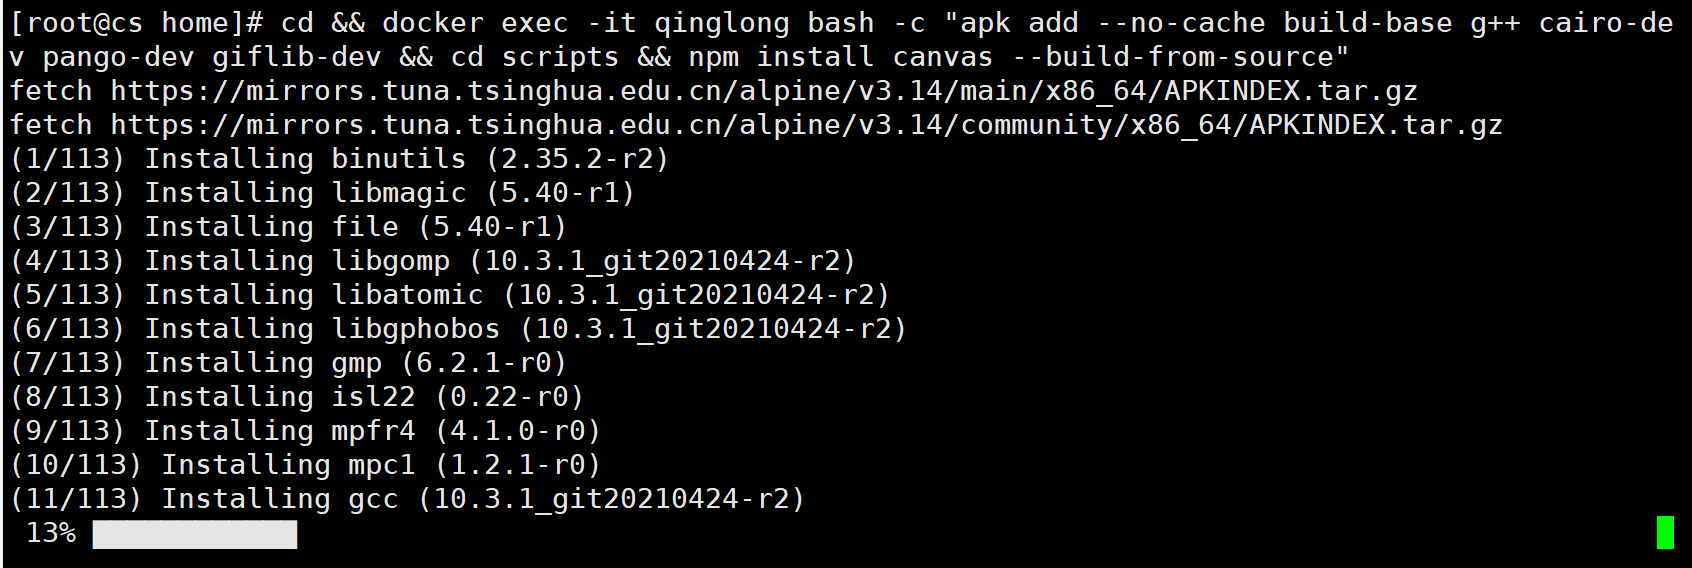 [root@cs home]# cd && docker exec -it qinglong bash -c "apk add --no-cache build-base g++ cairo-de
v pango-dev giflib-dev && cd scripts && npm install canvas --build-from-source"
fetch https://mirrors.tuna.tsinghua.edu.cn/alpine/v3.14/main/x86_64/APKINDEX.tar.gz
fetch https://mirrors.tuna.tsinghua.edu.cn/alpine/v3.14/community/x86_64/APKINDEX.tar.gz
(1/113) Installing binutils (2.35.2-r2)
(2/113) Installing libmagic (5.40-r1)
(3/113) Installing file (5.40-r1)
(4/113) Installing libgomp (10.3.1_git20210424-r2)
(5/113) Installing libatomic (10.3.1_git20210424-r2)
(6/113) Installing libgphobos (10.3.1_git20210424-r2)
(7/113) Installing gmp (6.2.1-r0)
(8/113) Installing isl22 (0.22-r0)
(9/113) Installing mpfr4 (4.1.0-r0)
(10/113) Installing mpc1 (1.2.1-r0)
(11/113) Installing gcc (10.3.1_git20210424-r2)
13%